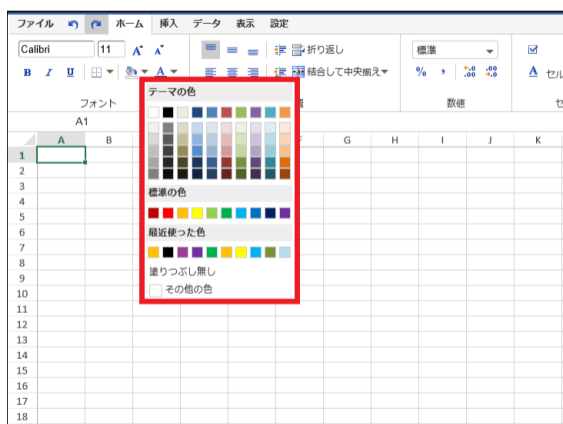 ファイル ホーム 挿入 データ 表示 設定
Calibri 11 A A 折り返し 標準
B I U A 結合して中央揃え % , .00 .00 A セル
フォント 数値 セ
A1
A B F G H I J K
テーマの色
標準の色
最近使った色
塗りつぶし無し
その他の色
1
2
3
4
5
6
7
8
9
10
11
12
13
14
15
16
17
18